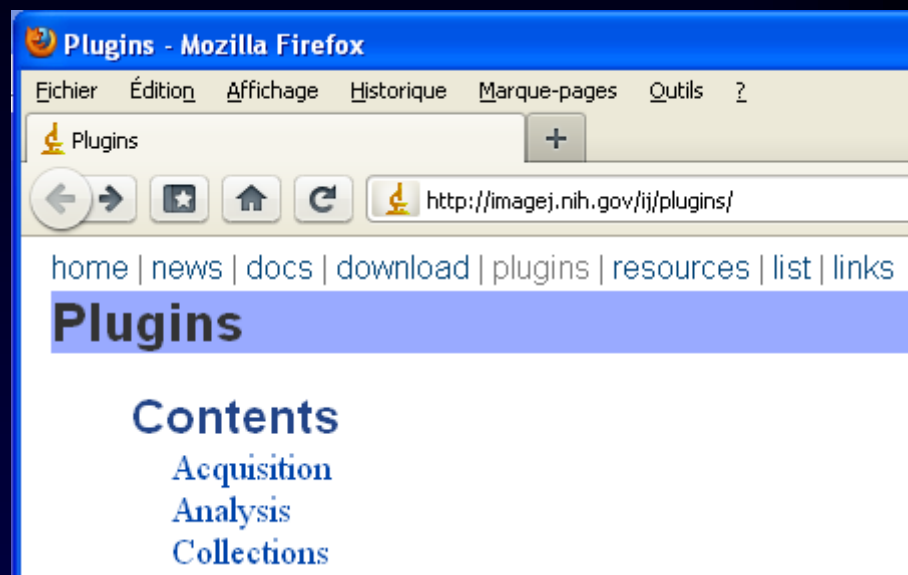 Plugins - Mozilla Firefox
Fichier Édition Affichage Historique Marque-pages Outils ?
Plugins
http://imagej.nih.gov/ij/plugins/
home | news | docs | download | plugins | resources | list | links
Plugins
Contents
Acquisition
Analysis
Collections